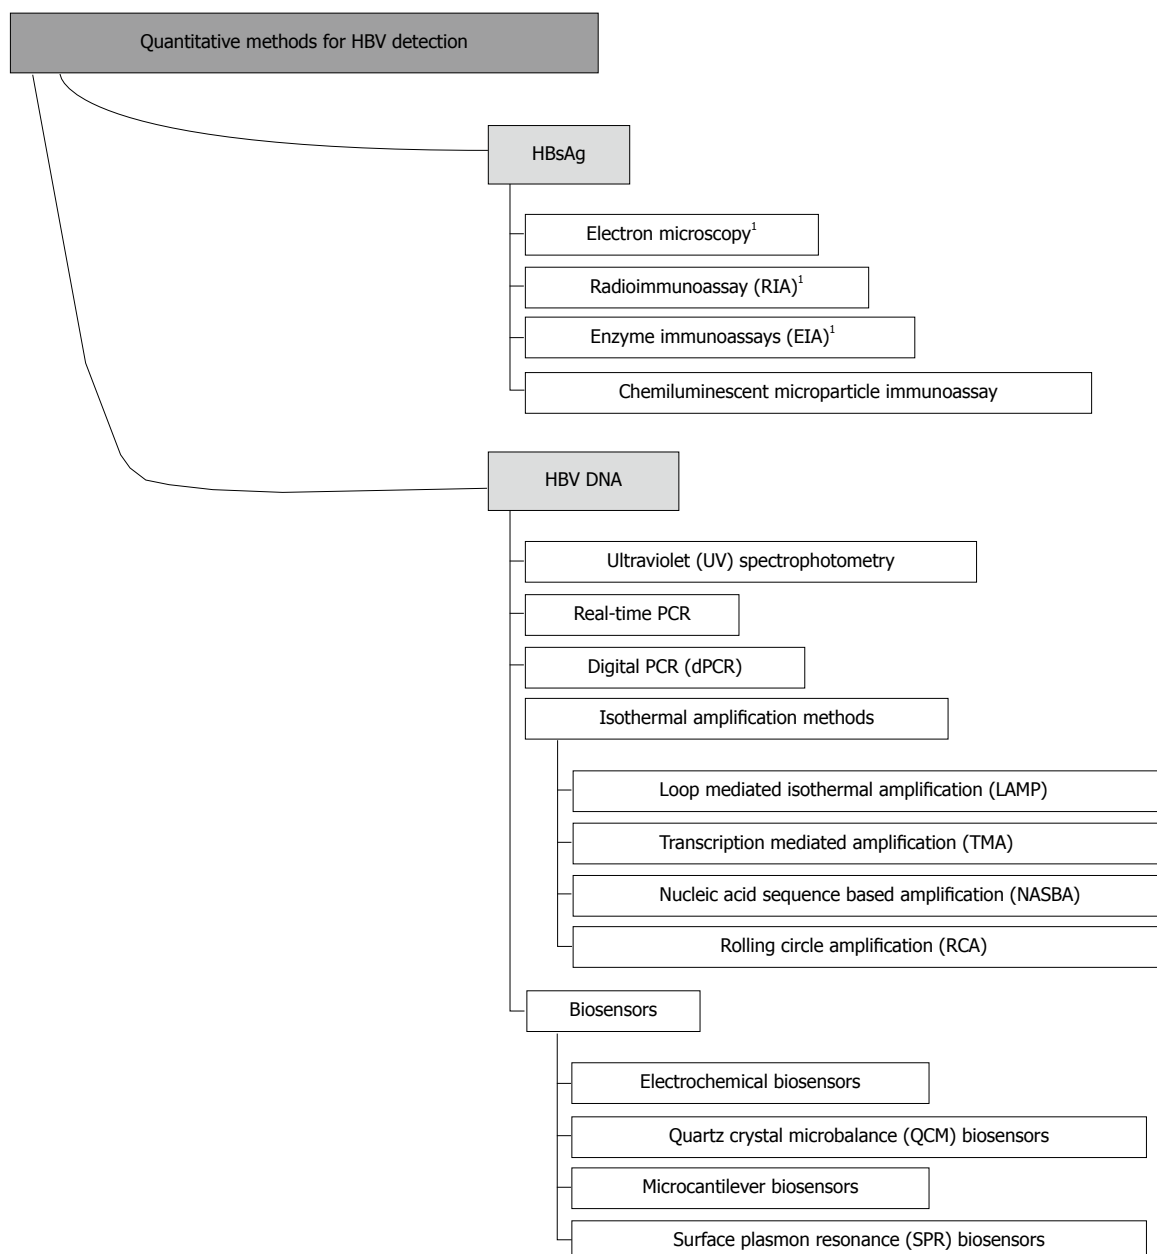 Quantitative methods for HBV detection
HBsAg
Electron microscopy¹
Radioimmunoassay (RIA)¹
Enzyme immunoassays (EIA)¹
Chemiluminescent microparticle immunoassay
HBV DNA
Ultraviolet (UV) spectrophotometry
Real-time PCR
Digital PCR (dPCR)
Isothermal amplification methods
Loop mediated isothermal amplification (LAMP)
Transcription mediated amplification (TMA)
Nucleic acid sequence based amplification (NASBA)
Rolling circle amplification (RCA)
Biosensors
Electrochemical biosensors
Quartz crystal microbalance (QCM) biosensors
Microcantilever biosensors
Surface plasmon resonance (SPR) biosensors